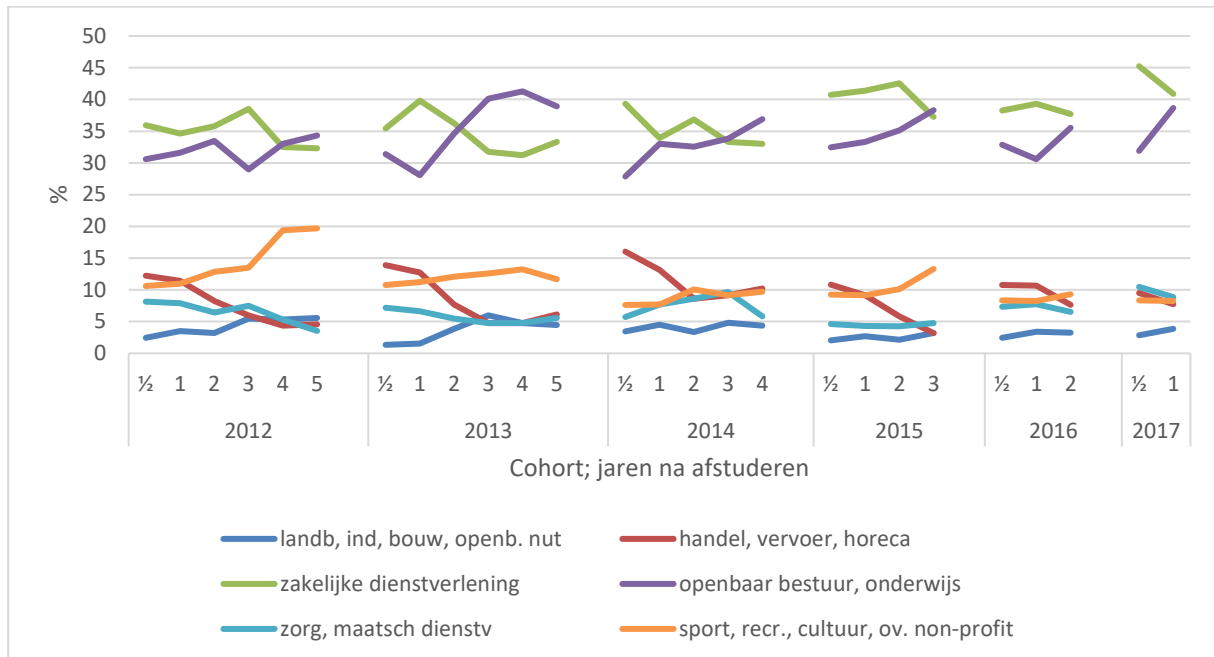 50
45
40
35
30
25
20
15
10
5
0
%
½ 1 2 3 4 5 ½ 1 2 3 4 5 ½ 1 2 3 4 ½ 1 2 3 ½ 1 2 ½ 1
2012 2013 2014 2015 2016 2017
Cohort; jaren na afstuderen
landb, ind, bouw, openb. nut handel, vervoer, horeca
zakelijke dienstverlening openbaar bestuur, onderwijs
zorg, maatsch dienstv sport, recr., cultuur, ov. non-profit